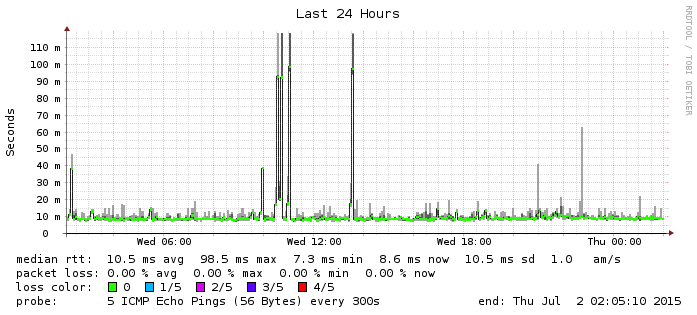 Last 24 Hours
RRDTOOL / TOBI OETIKER
Seconds
110 m
100 m
90 m
80 m
70 m
60 m
50 m
40 m
30 m
20 m
10 m
0
Wed 06:00 Wed 12:00 Wed 18:00 Thu 00:00
median rtt: 10.5 ms avg 98.5 ms max 7.3 ms min 8.6 ms now 10.5 ms sd 1.0 am/s
packet loss: 0.00 % avg 0.00 % max 0.00 % min 0.00 % now
loss color: 0 1/5 2/5 3/5 4/5
probe: 5 ICMP Echo Pings (56 Bytes) every 300s end: Thu Jul 2 02:05:10 2015